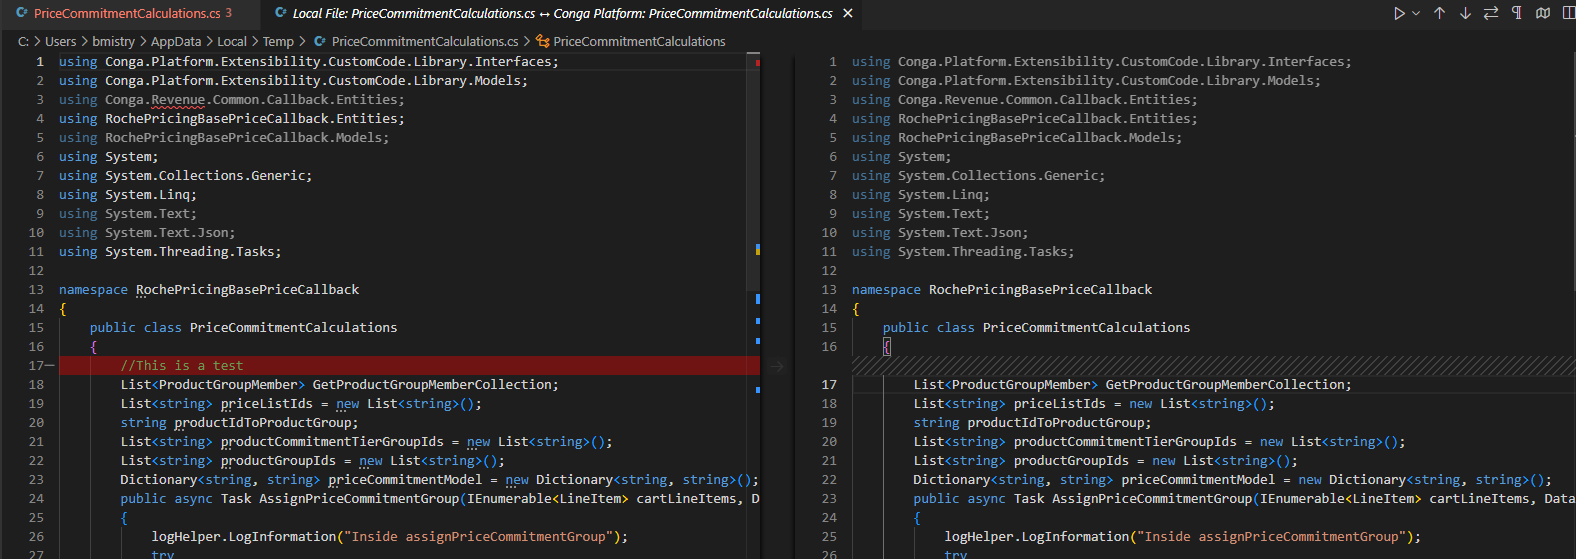 PriceCommitmentCalculations.cs 3
Local File: PriceCommitmentCalculations.cs ↔ Conga Platform: PriceCommitmentCalculations.cs
C: > Users > bmistry > AppData > Local > Temp > PriceCommitmentCalculations.cs > PriceCommitmentCalculations
1 using Conga.Platform.Extensibility.CustomCode.Library.Interfaces;
2 using Conga.Platform.Extensibility.CustomCode.Library.Models;
3 using Conga.Revenue.Common.Callback.Entities;
4 using RochePricingBasePriceCallback.Entities;
5 using RochePricingBasePriceCallback.Models;
6 using System;
7 using System.Collections.Generic;
8 using System.Linq;
9 using System.Text;
10 using System.Text.Json;
11 using System.Threading.Tasks;
12
13 namespace RochePricingBasePriceCallback
14 {
15 public class PriceCommitmentCalculations
16 {
17— //This is a test
18 List<ProductGroupMember> GetProductGroupMemberCollection;
19 List<string> priceListIds = new List<string>();
20 string productIdToProductGroup;
21 List<string> productCommitmentTierGroupIds = new List<string>();
22 List<string> productGroupIds = new List<string>();
23 Dictionary<string, string> priceCommitmentModel = new Dictionary<string, string>();
24 public async Task AssignPriceCommitmentGroup(IEnumerable<LineItem> cartLineItems, D
25 {
26 logHelper.LogInformation("Inside assignPriceCommitmentGroup");
27 try
1 using Conga.Platform.Extensibility.CustomCode.Library.Interfaces;
2 using Conga.Platform.Extensibility.CustomCode.Library.Models;
3 using Conga.Revenue.Common.Callback.Entities;
4 using RochePricingBasePriceCallback.Entities;
5 using RochePricingBasePriceCallback.Models;
6 using System;
7 using System.Collections.Generic;
8 using System.Linq;
9 using System.Text;
10 using System.Text.Json;
11 using System.Threading.Tasks;
12
13 namespace RochePricingBasePriceCallback
14 {
15 public class PriceCommitmentCalculations
16 {
17 List<ProductGroupMember> GetProductGroupMemberCollection;
18 List<string> priceListIds = new List<string>();
19 string productIdToProductGroup;
20 List<string> productCommitmentTierGroupIds = new List<string>();
21 List<string> productGroupIds = new List<string>();
22 Dictionary<string, string> priceCommitmentModel = new Dictionary<string, string>();
23 public async Task AssignPriceCommitmentGroup(IEnumerable<LineItem> cartLineItems, Data
24 {
25 logHelper.LogInformation("Inside assignPriceCommitmentGroup");
26 try